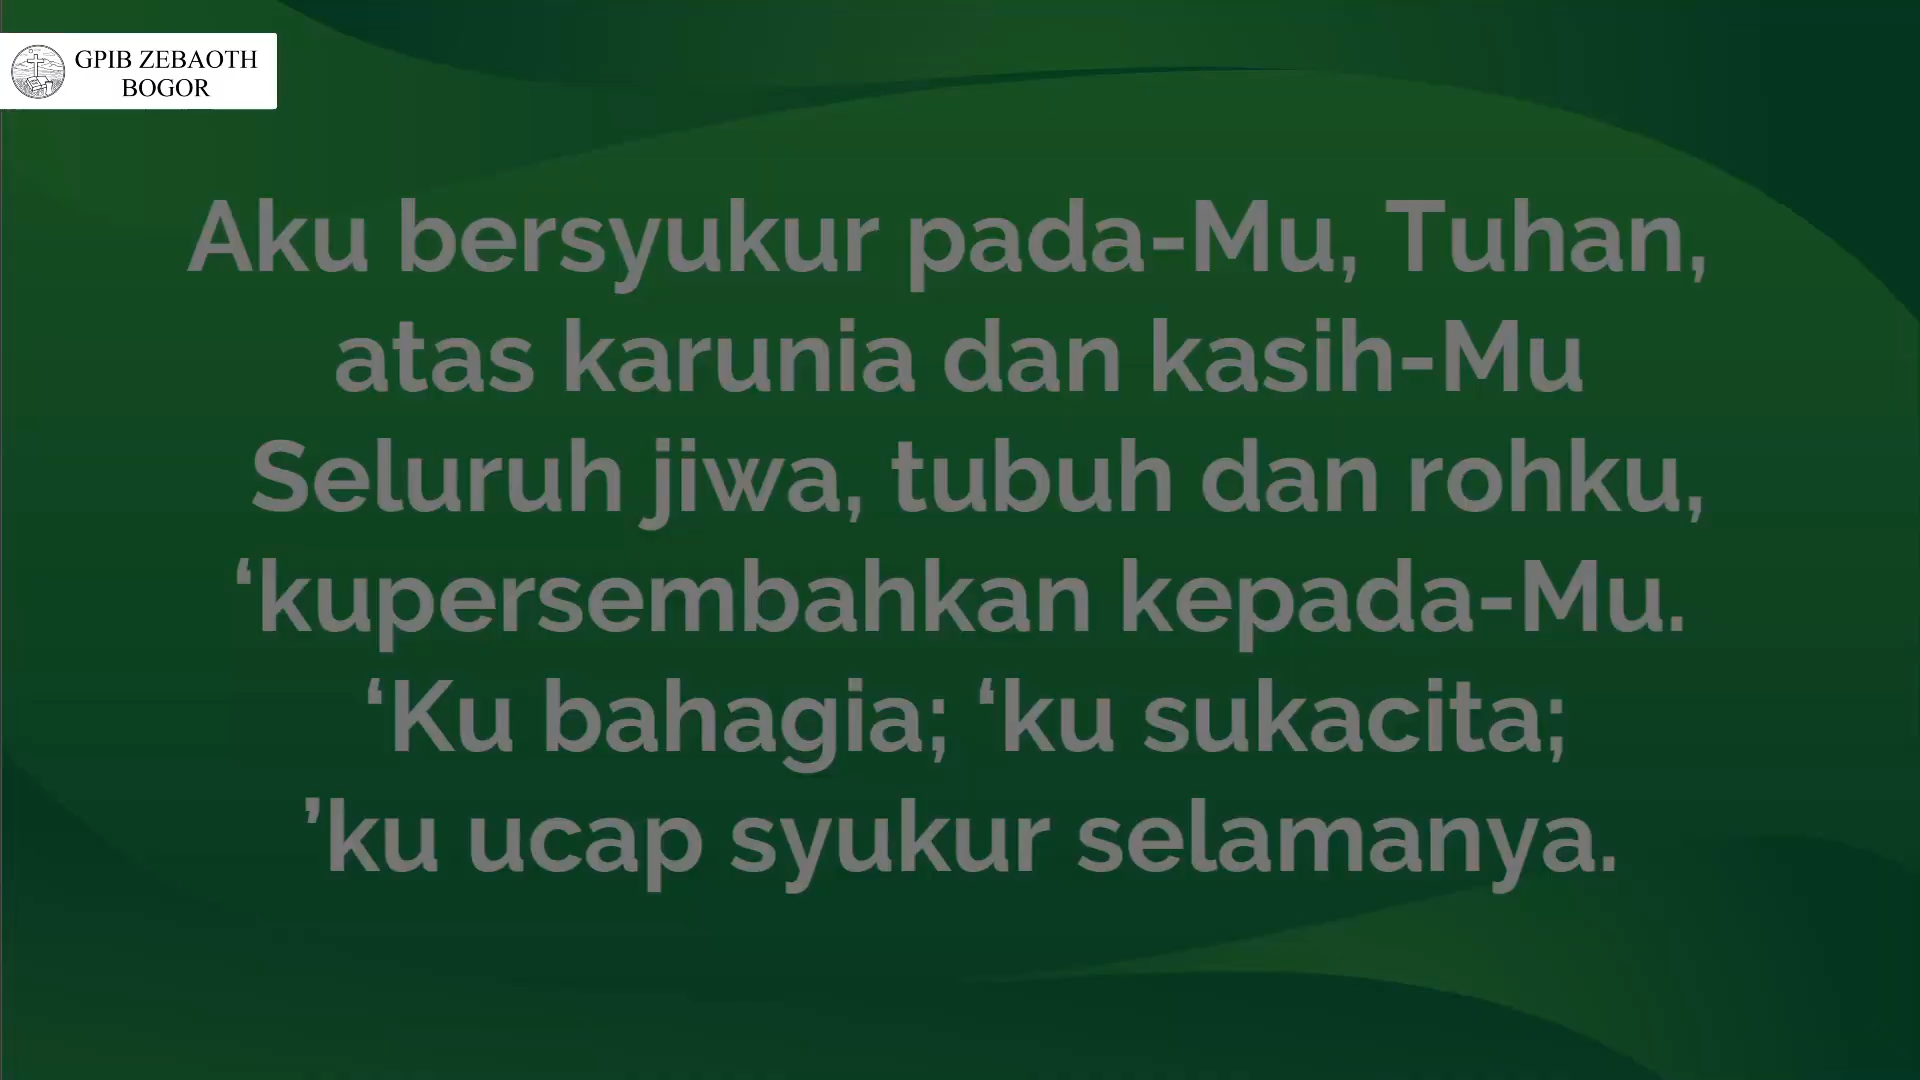 GPIB ZEBAOTH
BOGOR
Aku bersyukur pada-Mu, Tuhan,
atas karunia dan kasih-Mu
Seluruh jiwa, tubuh dan rohku,
‘kupersembahkan kepada-Mu.
‘Ku bahagia; ‘ku sukacita;
’ku ucap syukur selamanya.